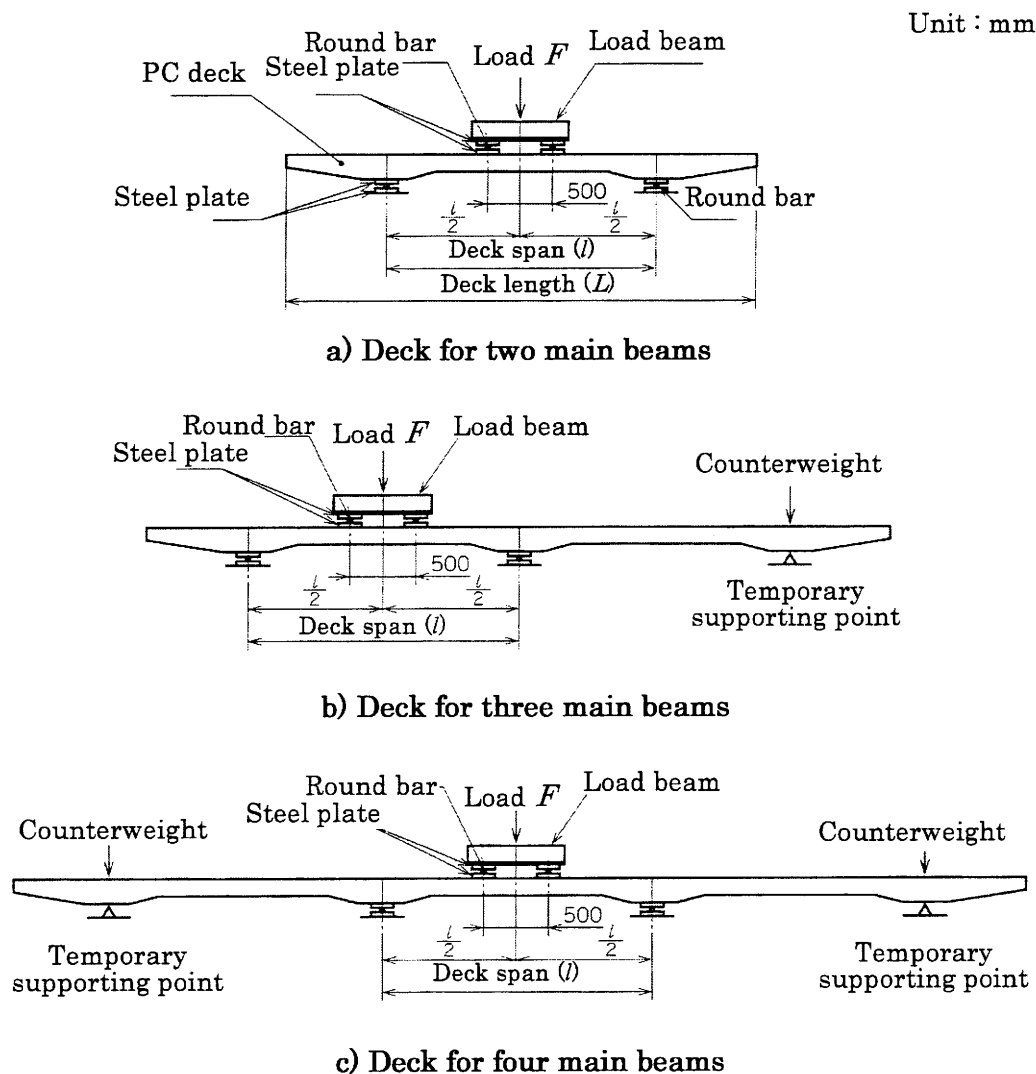 Unit : mm
Round bar
Steel plate
Load F
Load beam
PC deck
Steel plate
500
Round bar
l/2
l/2
Deck span (l)
Deck length (L)
a) Deck for two main beams
Round bar
Steel plate
Load F
Load beam
Counterweight
500
l/2
l/2
Deck span (l)
Temporary
supporting point
b) Deck for three main beams
Round bar
Steel plate
Load F
Load beam
Counterweight
Counterweight
500
l/2
l/2
Deck span (l)
Temporary
supporting point
Temporary
supporting point
c) Deck for four main beams